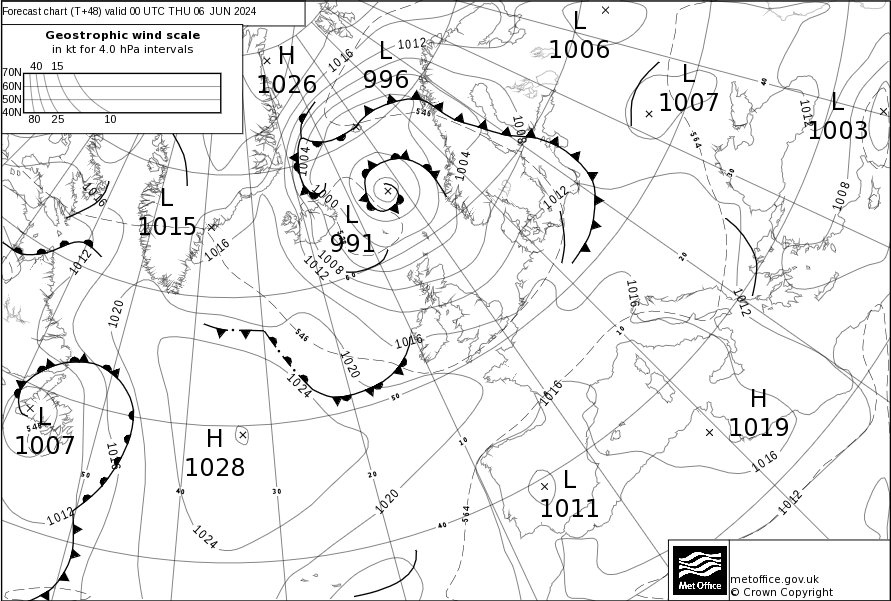 Forecast chart (T+48) valid 00 UTC THU 06 JUN 2024
Geostrophic wind scale
in kt for 4.0 hPa intervals
40 15
70N
60N
50N
40N
80 25 10
H
1026
1016
L
996
1012
L
1006
L
1007
L
1003
40
1012
564
546
1008
1004
1004
1016
L
1015
1016
1012
1000
L
991
1008
1012
1012
1008
30
20
1020
546
1016
1020
1024
1016
1012
10
50
1016
L
1007
546
1016
50
1012
H
1028
40
30
20
10
1020
1024
40
564
L
1011
H
1019
1016
1012
Met Office
metoffice.gov.uk
© Crown Copyright